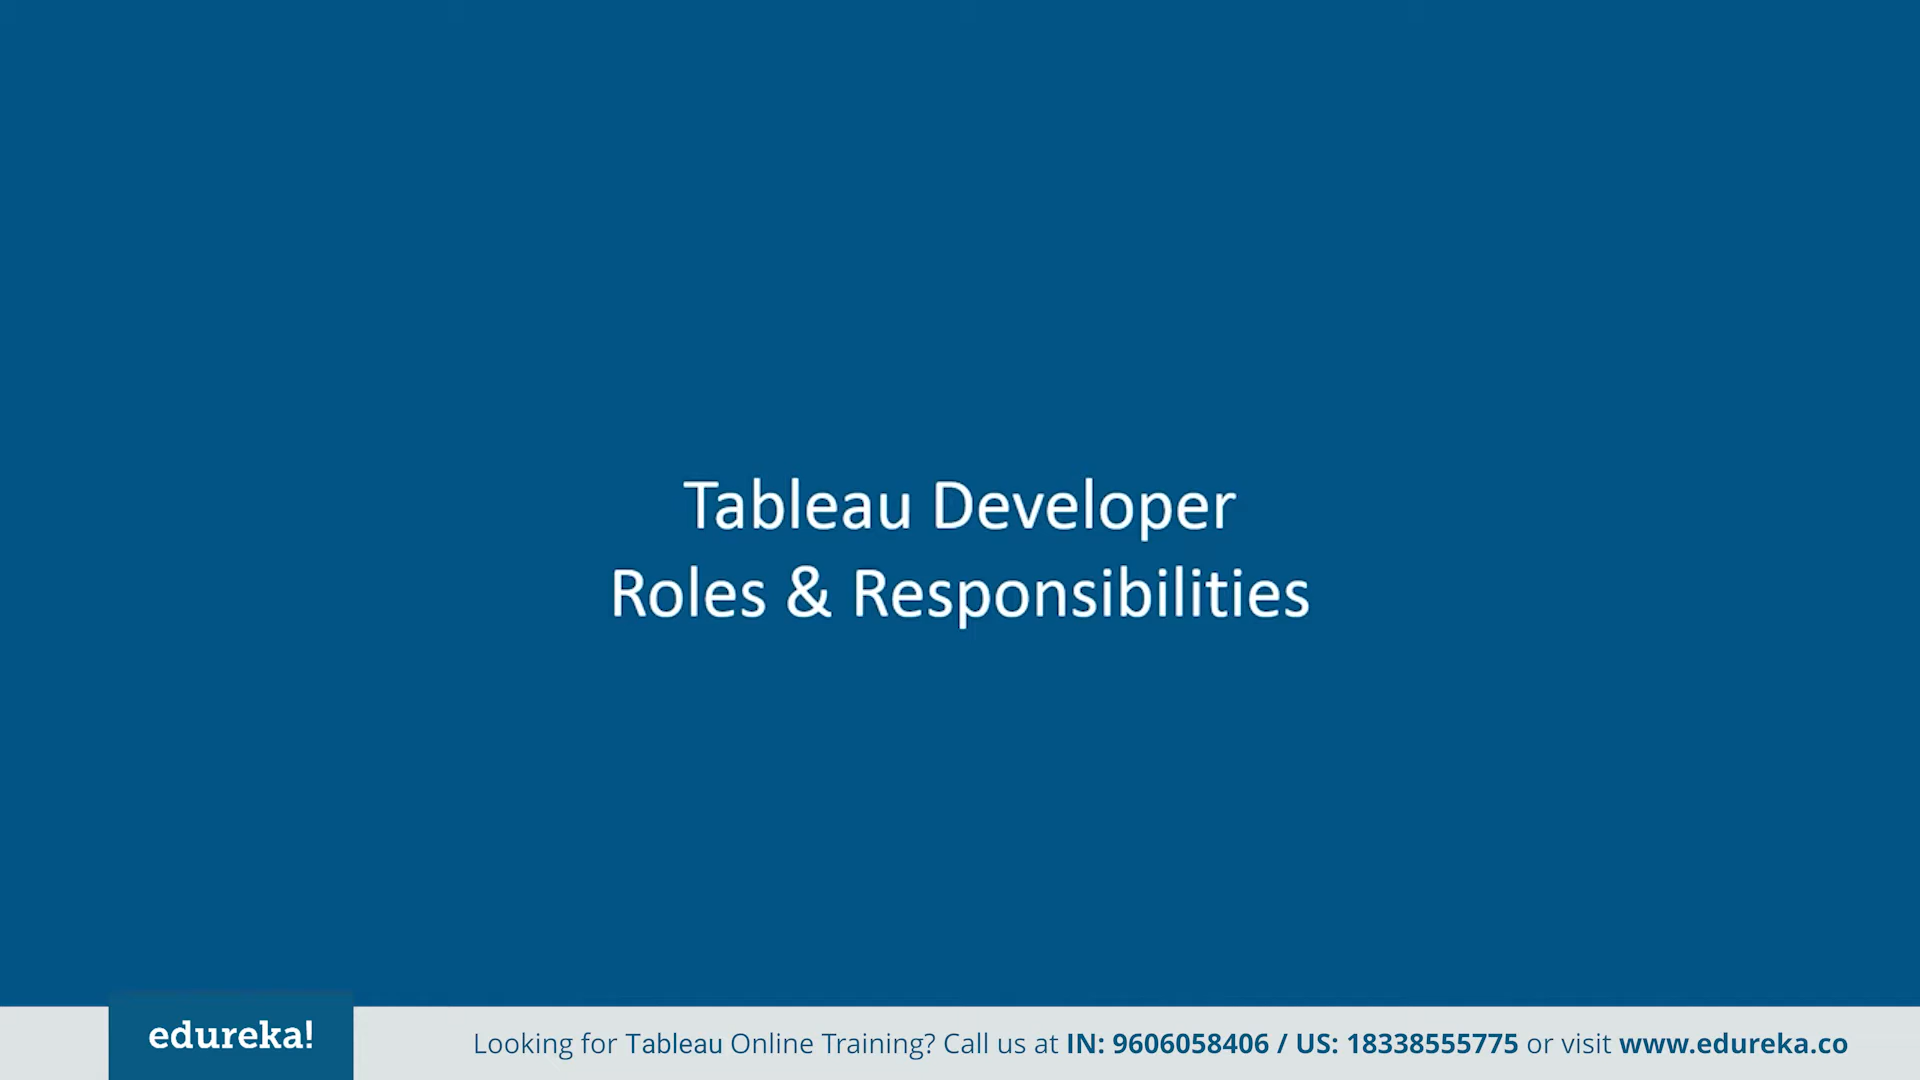 Tableau Developer
Roles & Responsibilities
edureka!
Looking for Tableau Online Training? Call us at IN: 9606058406 / US: 18338555775 or visit www.edureka.co